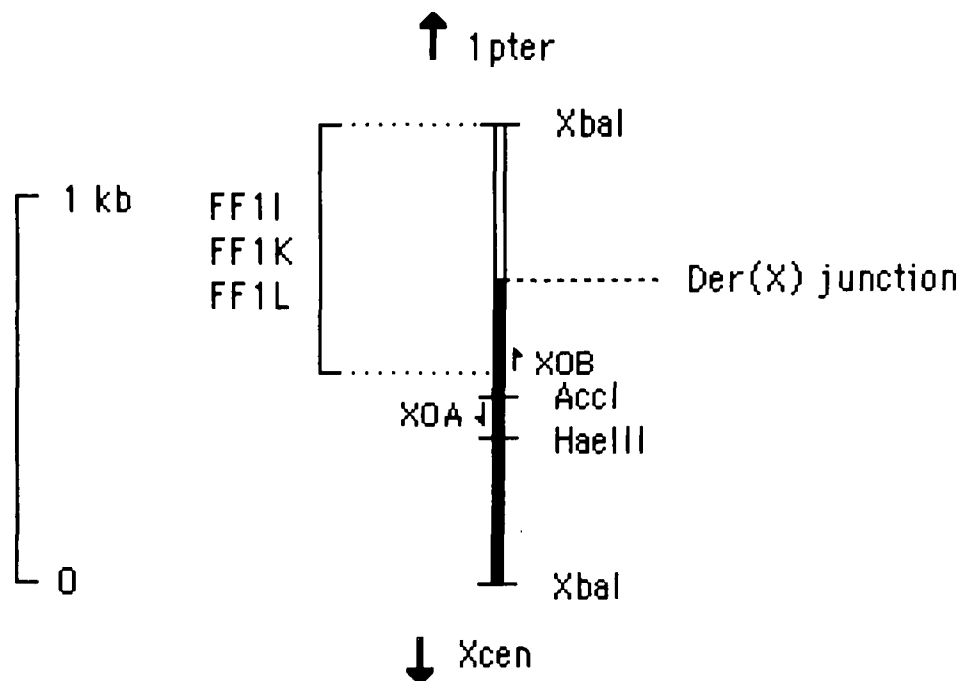 1pter
XbaI
1 kb
FF1I
FF1K
FF1L
Der(X) junction
XOB
AccI
XOA
HaeIII
0
XbaI
Xcen